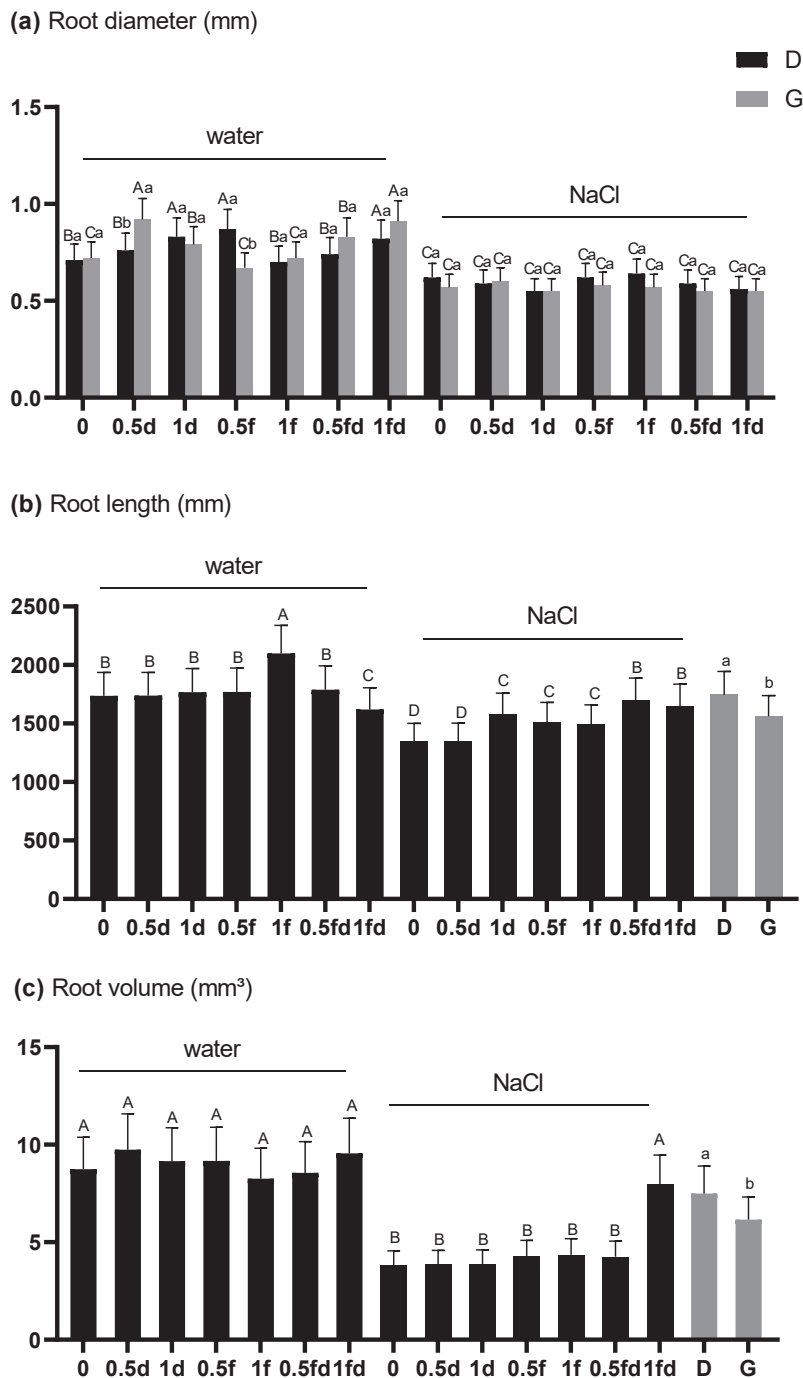 (a) Root diameter (mm)
D
G
1.5
1.0
0.5
0.0
water
NaCl
Ba Ca Bb Aa Aa Ba Aa Cb Ba Ca Ba Ba Aa Aa Ca Ca Ca Ca Ca Ca Ca Ca Ca Ca Ca Ca Ca Ca
0 0.5d 1d 0.5f 1f 0.5fd 1fd 0 0.5d 1d 0.5f 1f 0.5fd 1fd
(b) Root length (mm)
water
NaCl
2500
2000
1500
1000
500
0
B B B B A B C D D C C C B B a b
0 0.5d 1d 0.5f 1f 0.5fd 1fd 0 0.5d 1d 0.5f 1f 0.5fd 1fd D G
(c) Root volume (mm³)
water
NaCl
15
10
5
0
A A A A A A A B B B B B B A a b
0 0.5d 1d 0.5f 1f 0.5fd 1fd 0 0.5d 1d 0.5f 1f 0.5fd 1fd D G